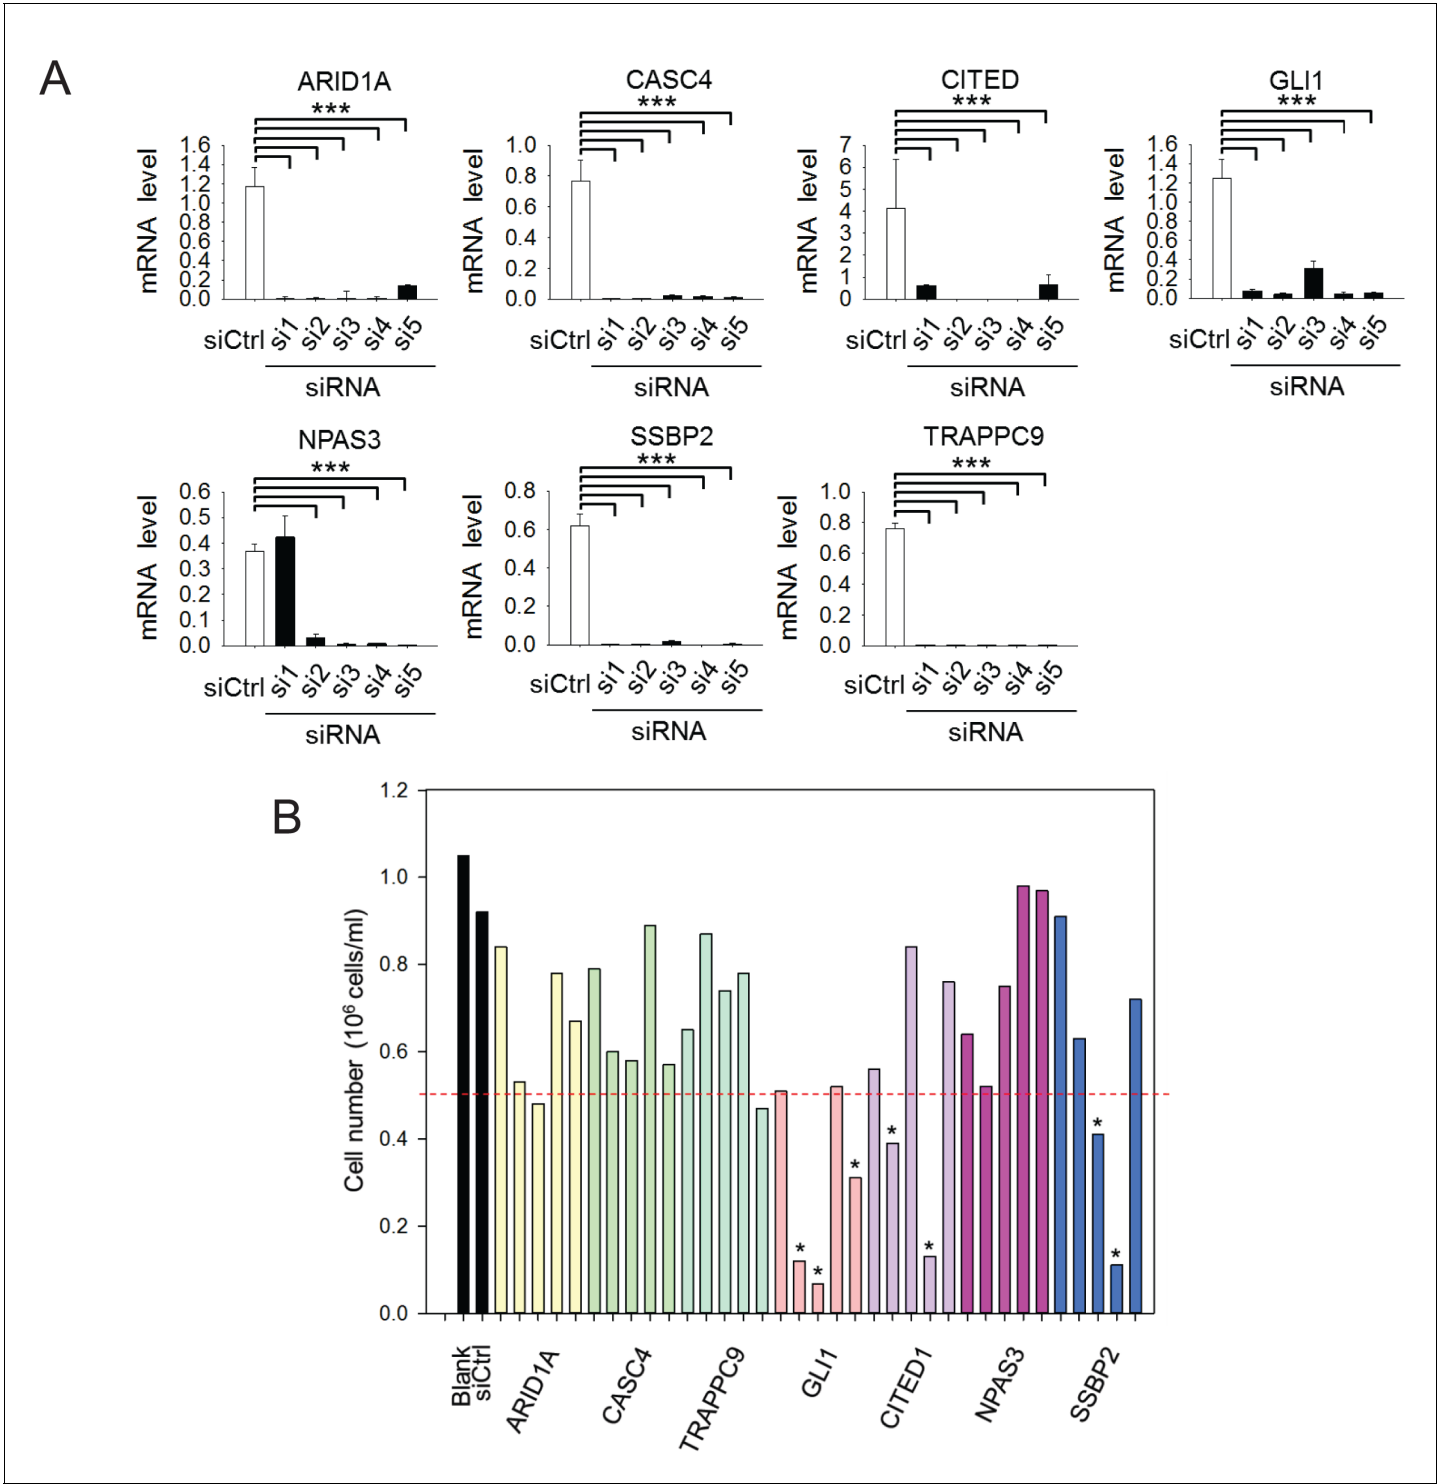 A
ARID1A
***
mRNA level
1.6
1.4
1.2
1.0
0.8
0.6
0.4
0.2
0.0
siCtrl si1 si2 si3 si4 si5
siRNA
CASC4
***
mRNA level
1.0
0.8
0.6
0.4
0.2
0.0
siCtrl si1 si2 si3 si4 si5
siRNA
CITED
***
mRNA level
7
6
5
4
3
2
1
0
siCtrl si1 si2 si3 si4 si5
siRNA
GLI1
***
mRNA level
1.6
1.4
1.2
1.0
0.8
0.6
0.4
0.2
0.0
siCtrl si1 si2 si3 si4 si5
siRNA
NPAS3
***
mRNA level
0.6
0.5
0.4
0.3
0.2
0.1
0.0
siCtrl si1 si2 si3 si4 si5
siRNA
SSBP2
***
mRNA level
0.8
0.6
0.4
0.2
0.0
siCtrl si1 si2 si3 si4 si5
siRNA
TRAPPC9
***
mRNA level
1.0
0.8
0.6
0.4
0.2
0.0
siCtrl si1 si2 si3 si4 si5
siRNA
B
Cell number (10⁶ cells/ml)
1.2
1.0
0.8
0.6
0.4
0.2
0.0
* * * * * * *
Blank
siCtrl
ARID1A
CASC4
TRAPPC9
GLI1
CITED1
NPAS3
SSBP2